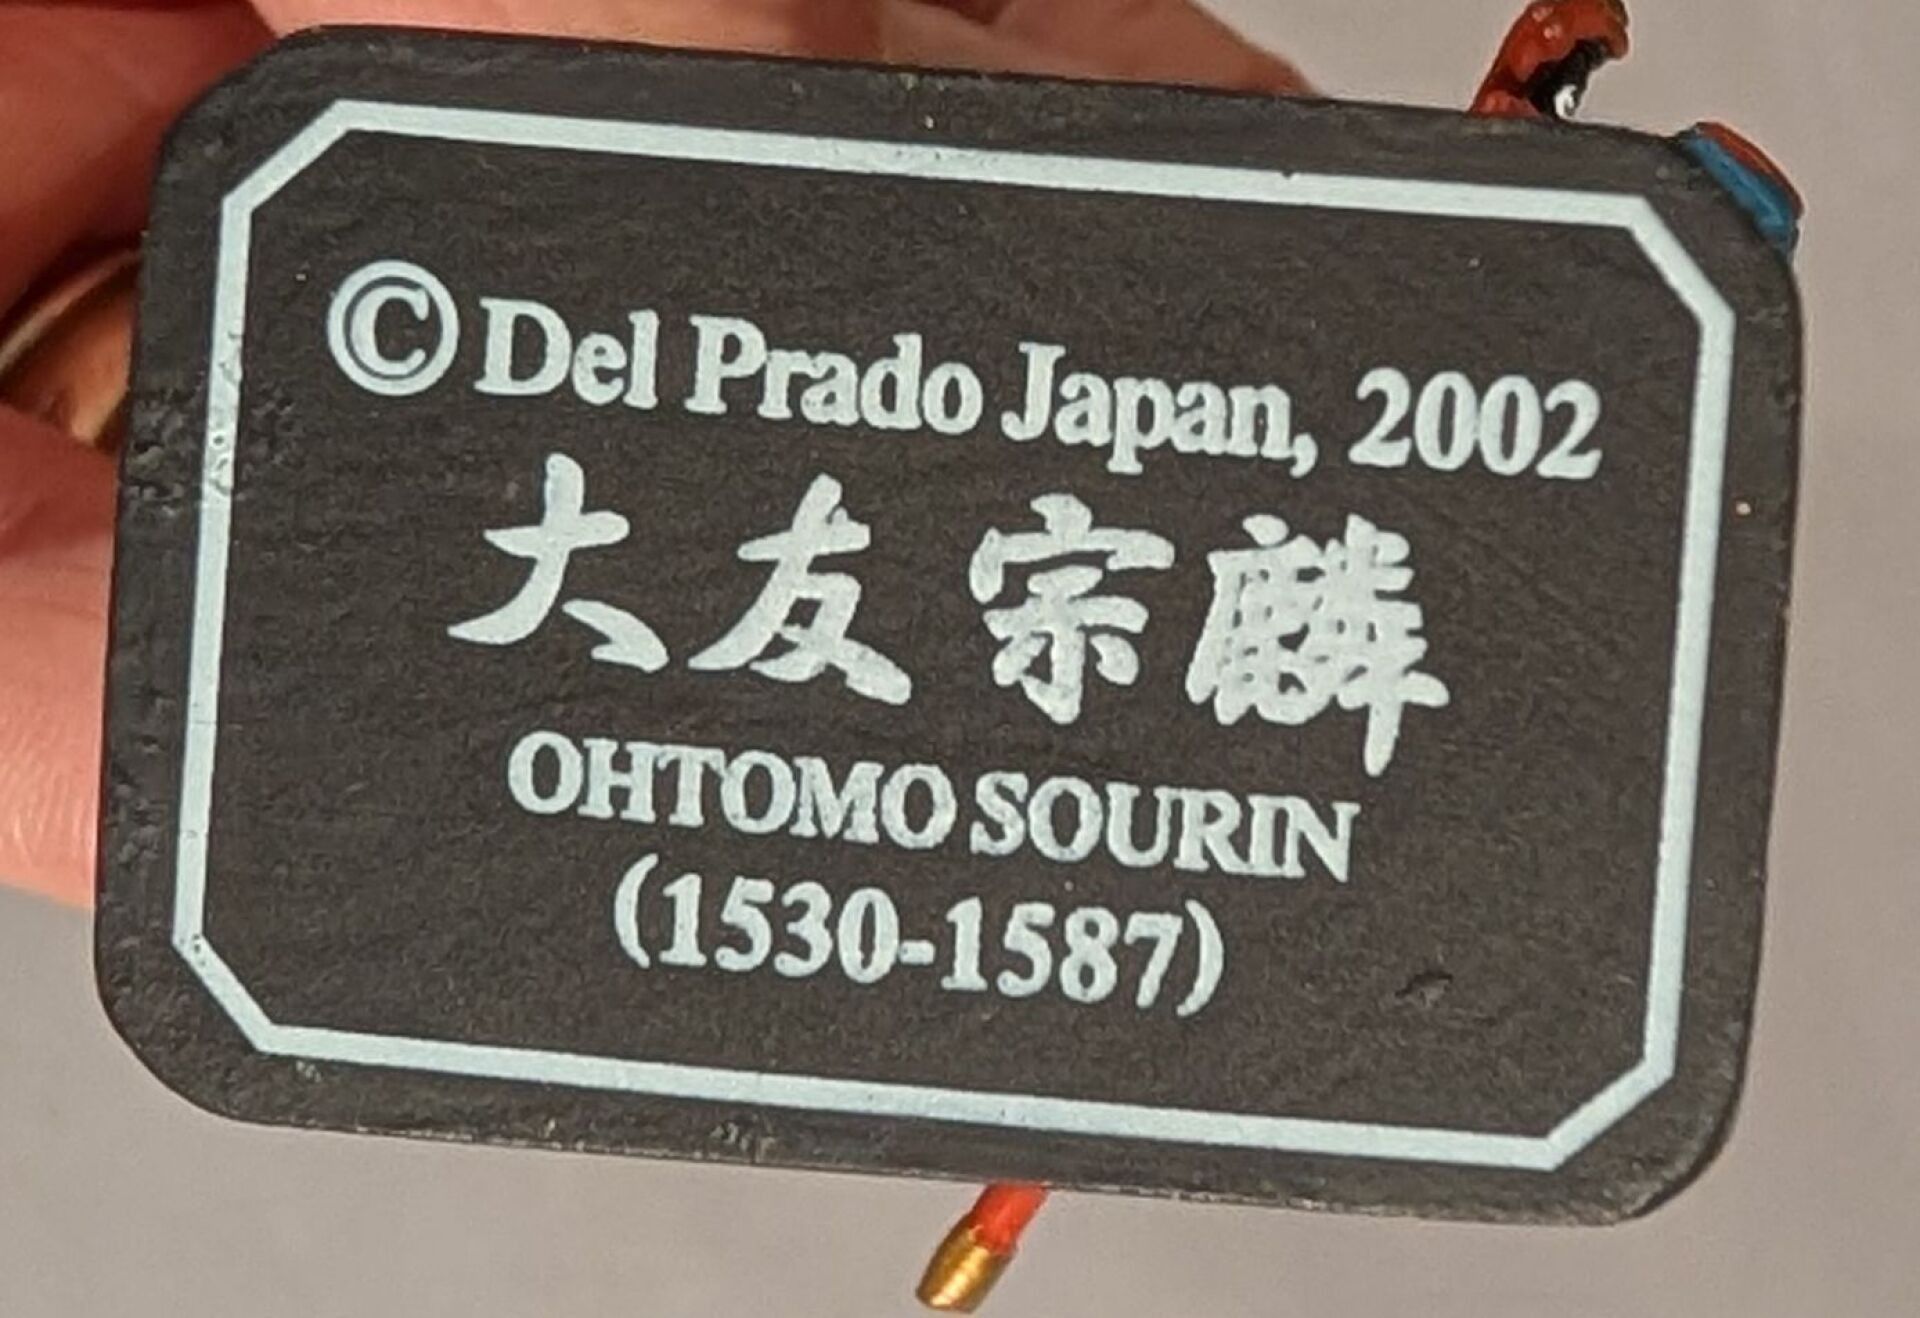 © Del Prado Japan, 2002
大友宗麟
OHTOMO SOURIN
(1530-1587)